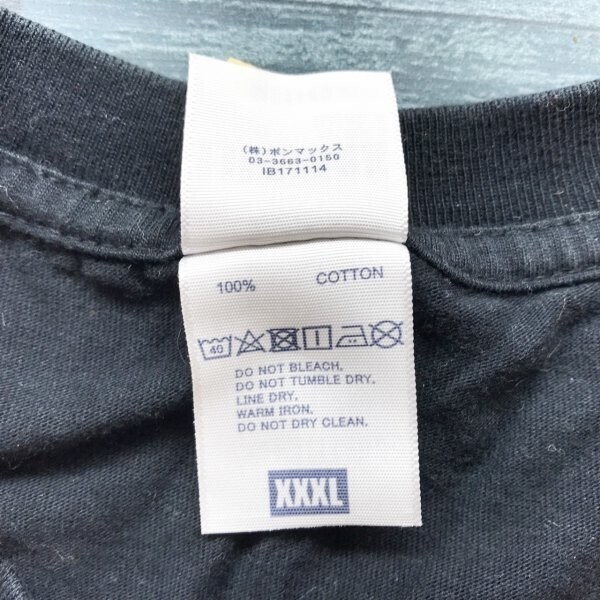 (株)ボンマックス
03-3663-0150
IB171114
100% COTTON
40
DO NOT BLEACH.
DO NOT TUMBLE DRY.
LINE DRY.
WARM IRON.
DO NOT DRY CLEAN.
XXXL